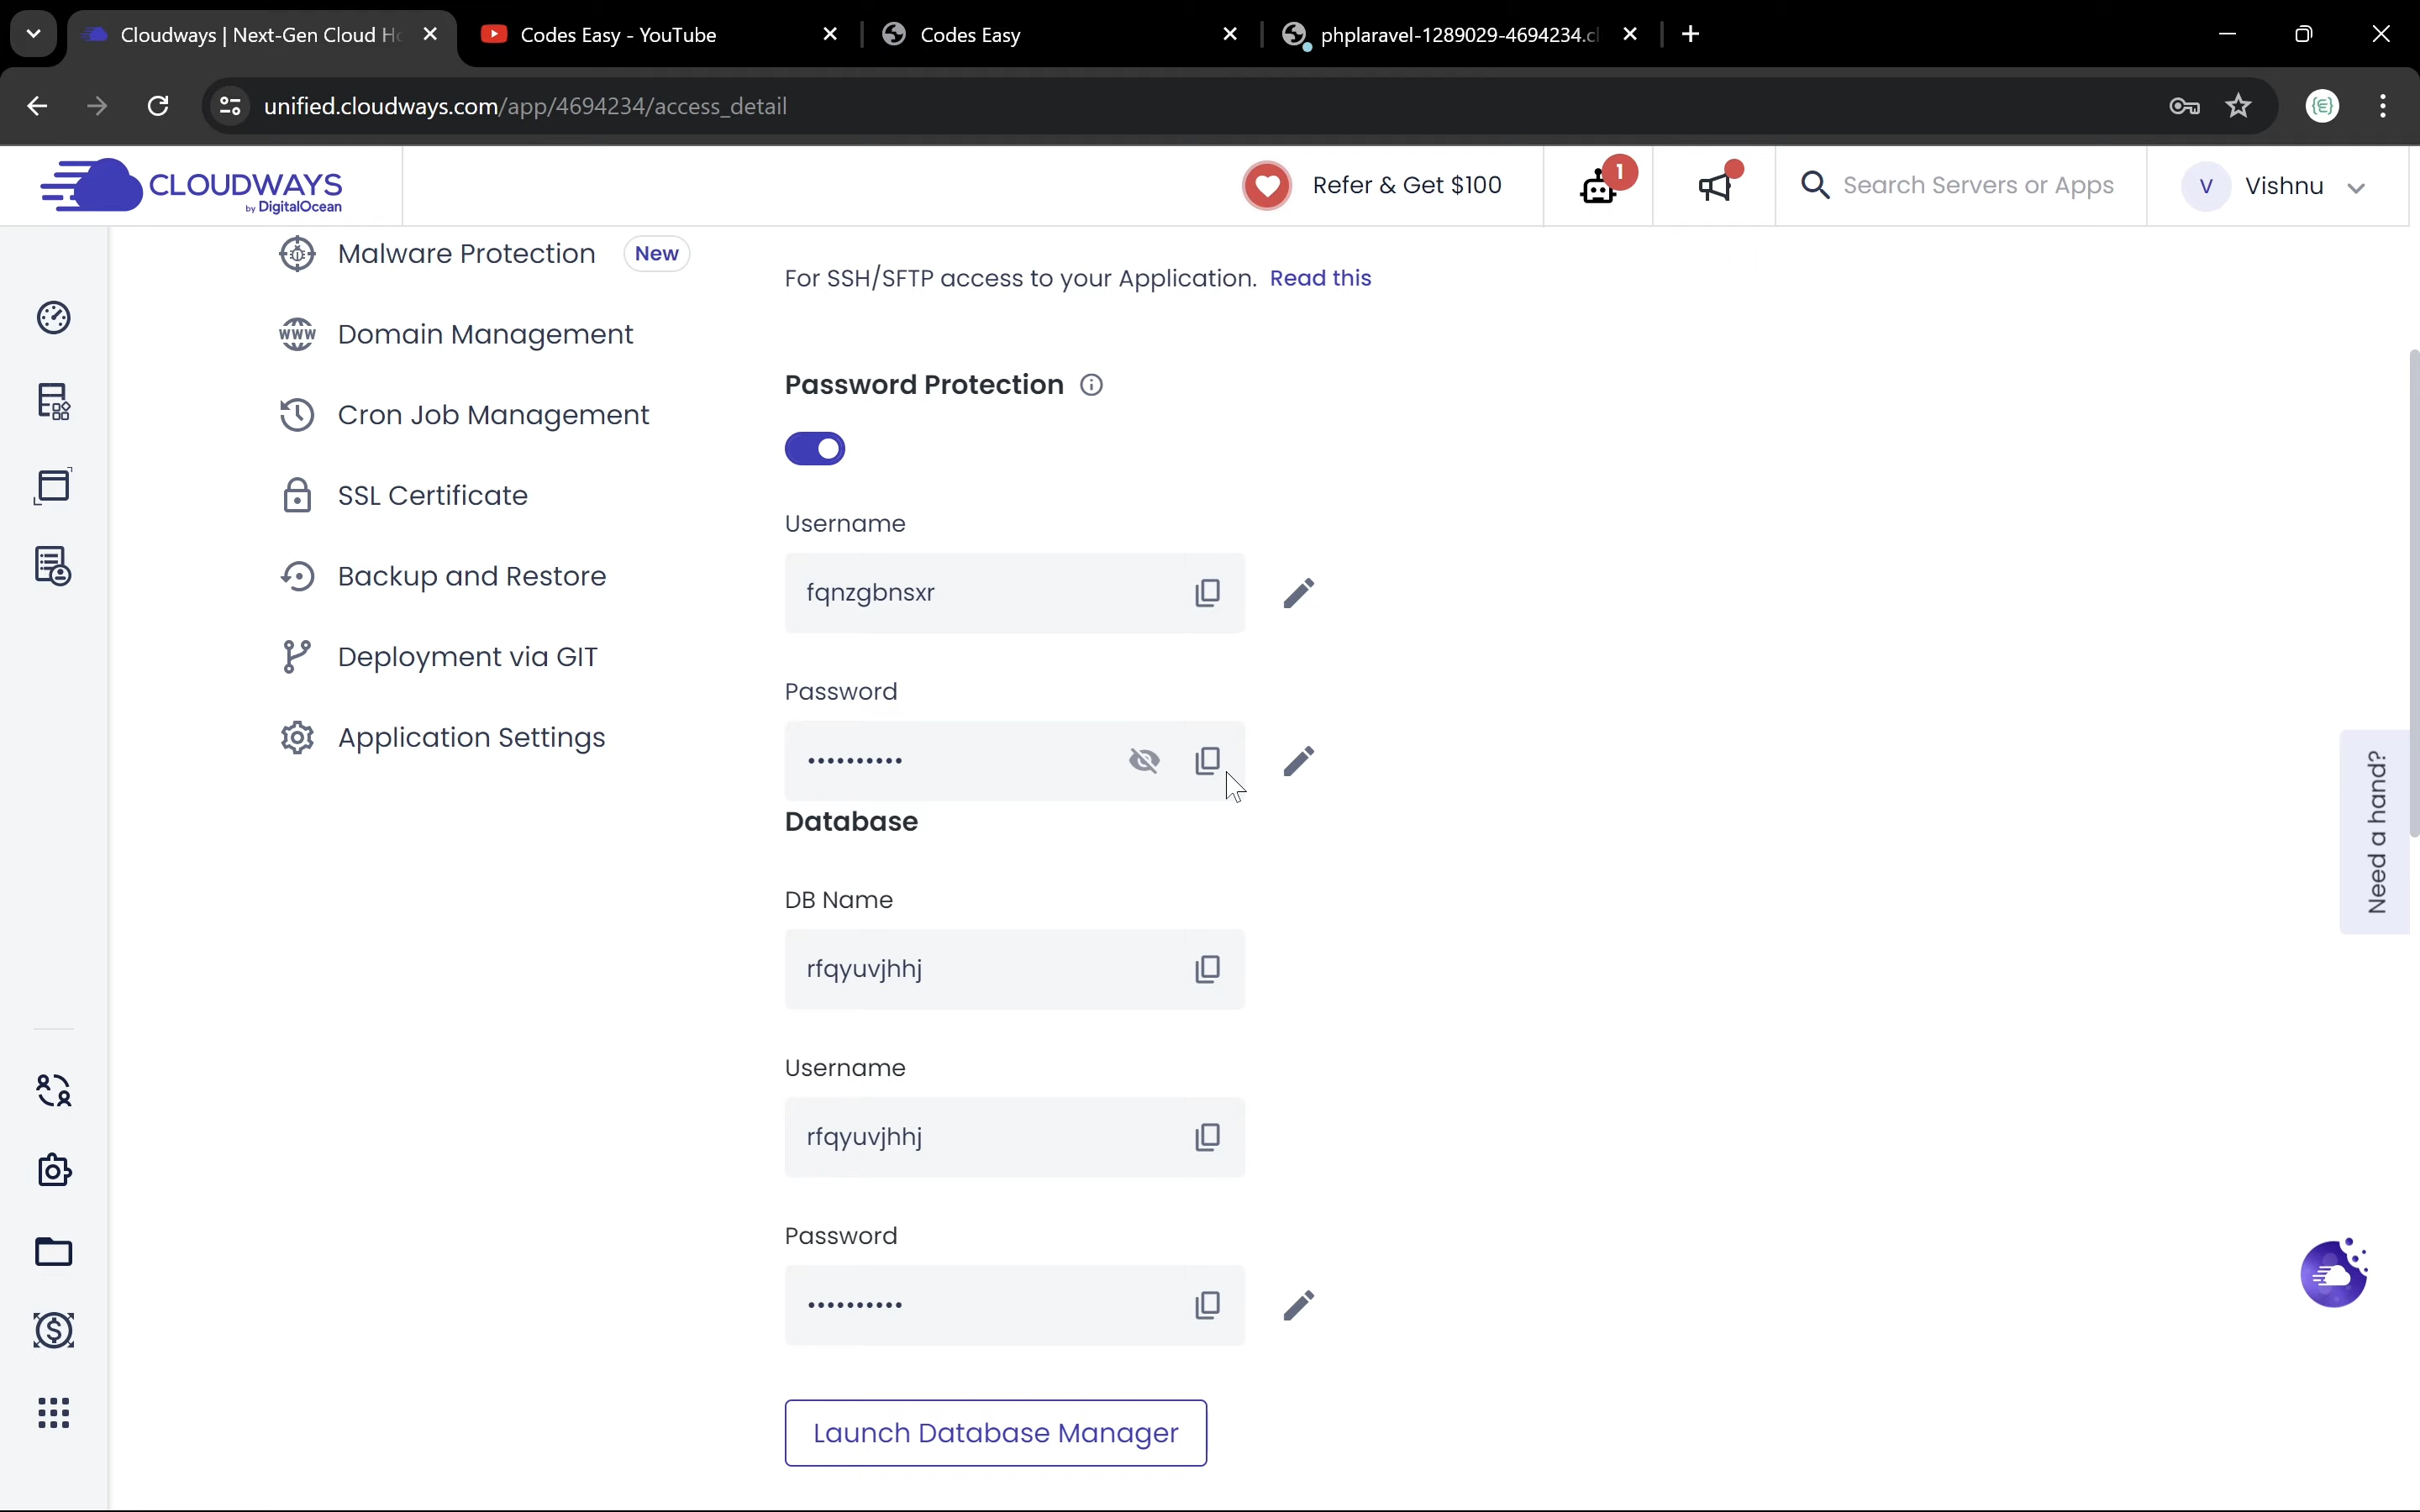 Cloudways | Next-Gen Cloud Ho
Codes Easy - YouTube
Codes Easy
phplaravel-1289029-4694234.cl
unified.cloudways.com/app/4694234/access_detail
CLOUDWAYS
by DigitalOcean
Refer & Get $100
1
Search Servers or Apps
V
Vishnu
Malware Protection
New
www
Domain Management
Cron Job Management
SSL Certificate
Backup and Restore
Deployment via GIT
Application Settings
For SSH/SFTP access to your Application. Read this
Password Protection
Username
fqnzgbnsxr
Password
••••••••••
Database
DB Name
rfqyuvjhhj
Username
rfqyuvjhhj
Password
••••••••••
Launch Database Manager
Need a hand?